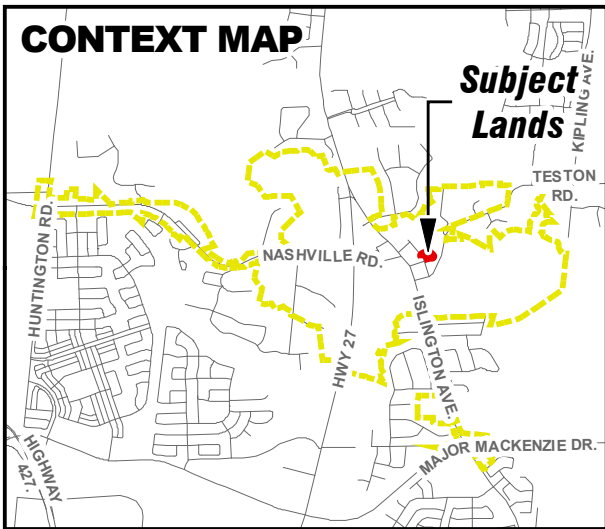 CONTEXT MAP
Subject
Lands
KIPLING AVE.
TESTON
RD.
HUNTINGTON RD.
NASHVILLE RD.
HWY 27
ISLINGTON AVE.
MAJOR MACKENZIE DR.
HIGHWAY
427.